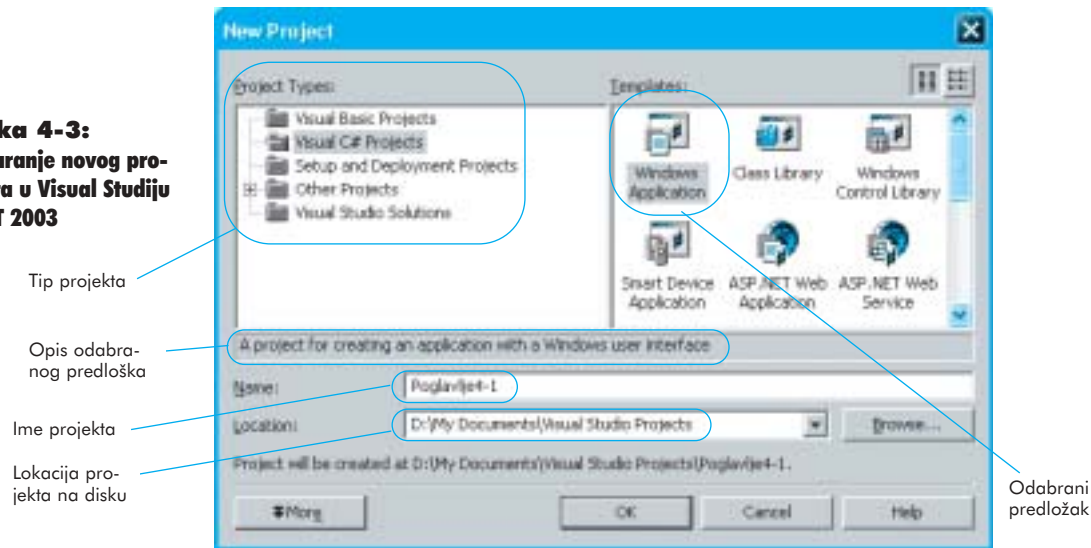 New Project
Project Types:
Templates:
Visual Basic Projects
Visual C# Projects
Setup and Deployment Projects
Other Projects
Visual Studio Solutions
Windows
Application
Class Library
Windows
Control Library
Smart Device
Application
ASP.NET Web
Application
ASP.NET Web
Service
A project for creating an application with a Windows user interface
Name:
Poglavlje4-1
Location:
D:\My Documents\Visual Studio Projects
Browse...
Project will be created at D:\My Documents\Visual Studio Projects\Poglavlje4-1.
More
OK
Cancel
Help
ka 4-3:
aranje novog pro-
ta u Visual Studiju
T 2003
Tip projekta
Opis odabra-
nog predloška
Ime projekta
Lokacija pro-
jekta na disku
Odabrani
predložak